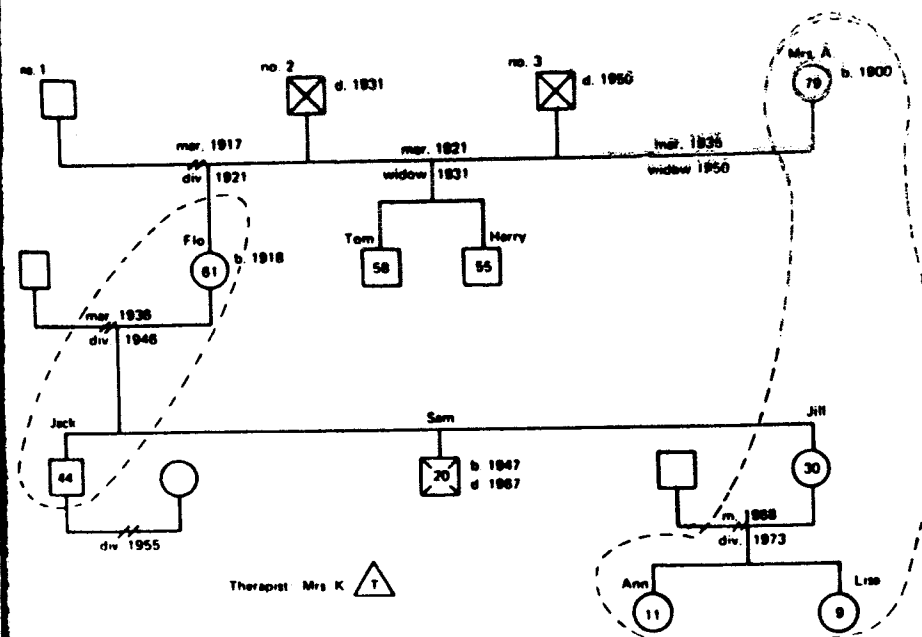 no. 1
no. 2
d. 1931
no. 3
d. 1950
Mrs. A.
79
b. 1900
mar. 1917
div. 1921
mar. 1921
widow 1931
mar. 1935
widow 1950
Flo
61
b. 1918
Tom
58
Harry
55
mar. 1936
div. 1946
Jack
44
Sam
20
b 1947
d 1967
Jill
30
div. 1955
m. 1968
div. 1973
Ann
11
Lisa
9
Therapist Mrs K
T